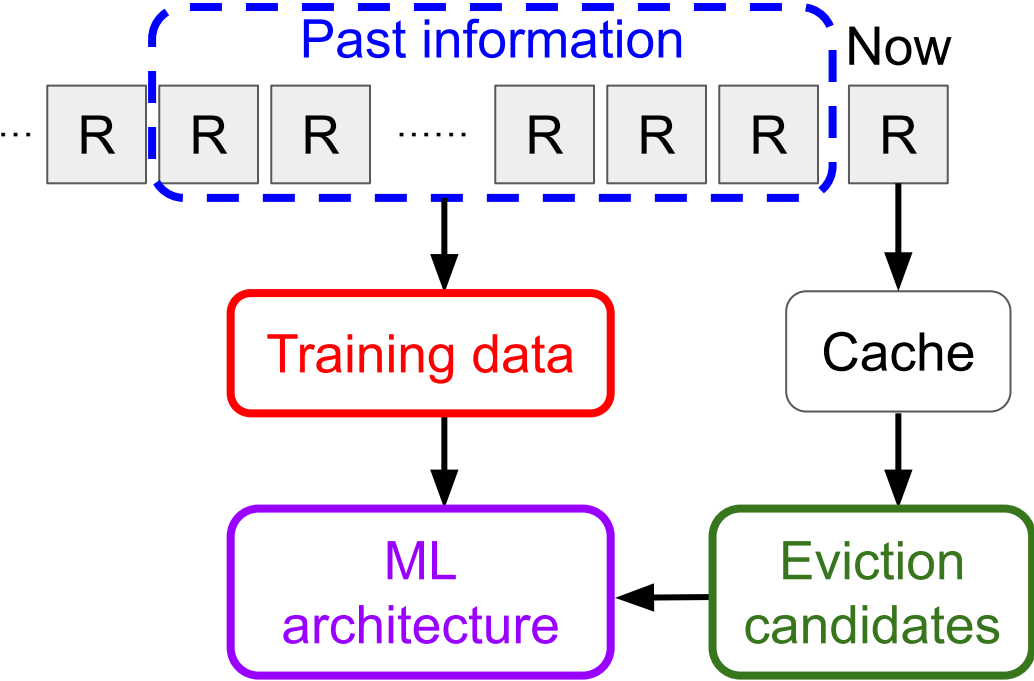 Past information
Now
... R R R ...... R R R R
Training data
Cache
ML
architecture
Eviction
candidates